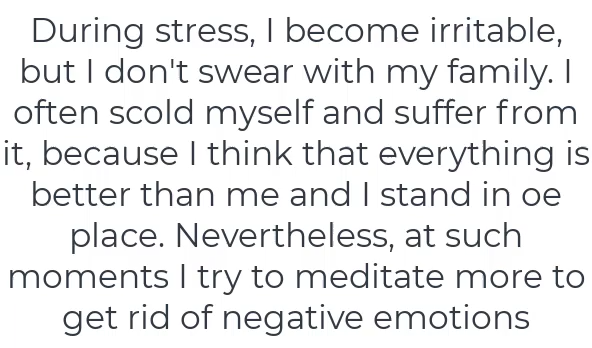 During stress, I become irritable,
but I don't swear with my family. I
often scold myself and suffer from
it, because I think that everything is
better than me and I stand in oe
place. Nevertheless, at such
moments I try to meditate more to
get rid of negative emotions